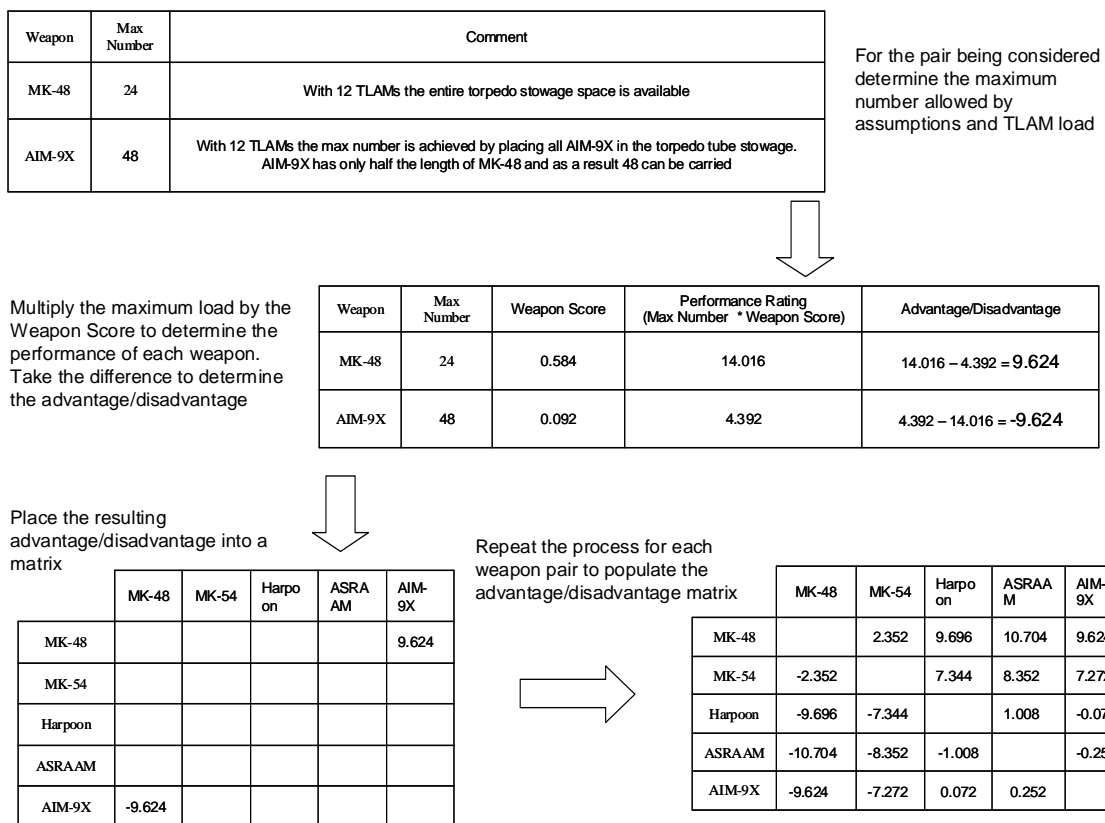 Weapon Max Number Comment
MK-48 24 With 12 TLAMs the entire torpedo stowage space is available
AIM-9X 48 With 12 TLAMs the max number is achieved by placing all AIM-9X in the torpedo tube stowage.
AIM-9X has only half the length of MK-48 and as a result 48 can be carried
For the pair being considered
determine the maximum
number allowed by
assumptions and TLAM load
Multiply the maximum load by the
Weapon Score to determine the
performance of each weapon.
Take the difference to determine
the advantage/disadvantage
Weapon Max Number Weapon Score Performance Rating Advantage/Disadvantage
(Max Number * Weapon Score)
MK-48 24 0.584 14.016 14.016 – 4.392 = 9.624
AIM-9X 48 0.092 4.392 4.392 – 14.016 = -9.624
Place the resulting
advantage/disadvantage into a
matrix
MK-48 MK-54 Harpo on ASRA AM AIM- 9X
MK-48 9.624
MK-54
Harpoon
ASRAAM
AIM-9X -9.624
Repeat the process for each
weapon pair to populate the
advantage/disadvantage matrix
MK-48 MK-54 Harpo on ASRAA M AIM- 9X
MK-48 2.352 9.696 10.704 9.624
MK-54 -2.352 7.344 8.352 7.272
Harpoon -9.696 -7.344 1.008 -0.07
ASRAAM -10.704 -8.352 -1.008 -0.25
AIM-9X -9.624 -7.272 0.072 0.252